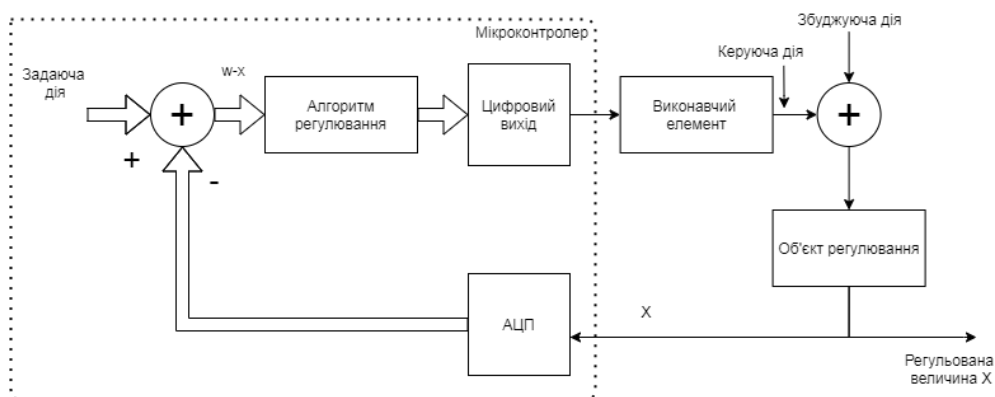 Мікроконтролер
Збуджуюча дія
Керуюча дія
Задаюча
дія
w-x
+
Алгоритм
регулювання
Цифровий
вихід
Виконавчий
елемент
+
+
-
Об'єкт регулювання
АЦП
X
Регульована
величина X